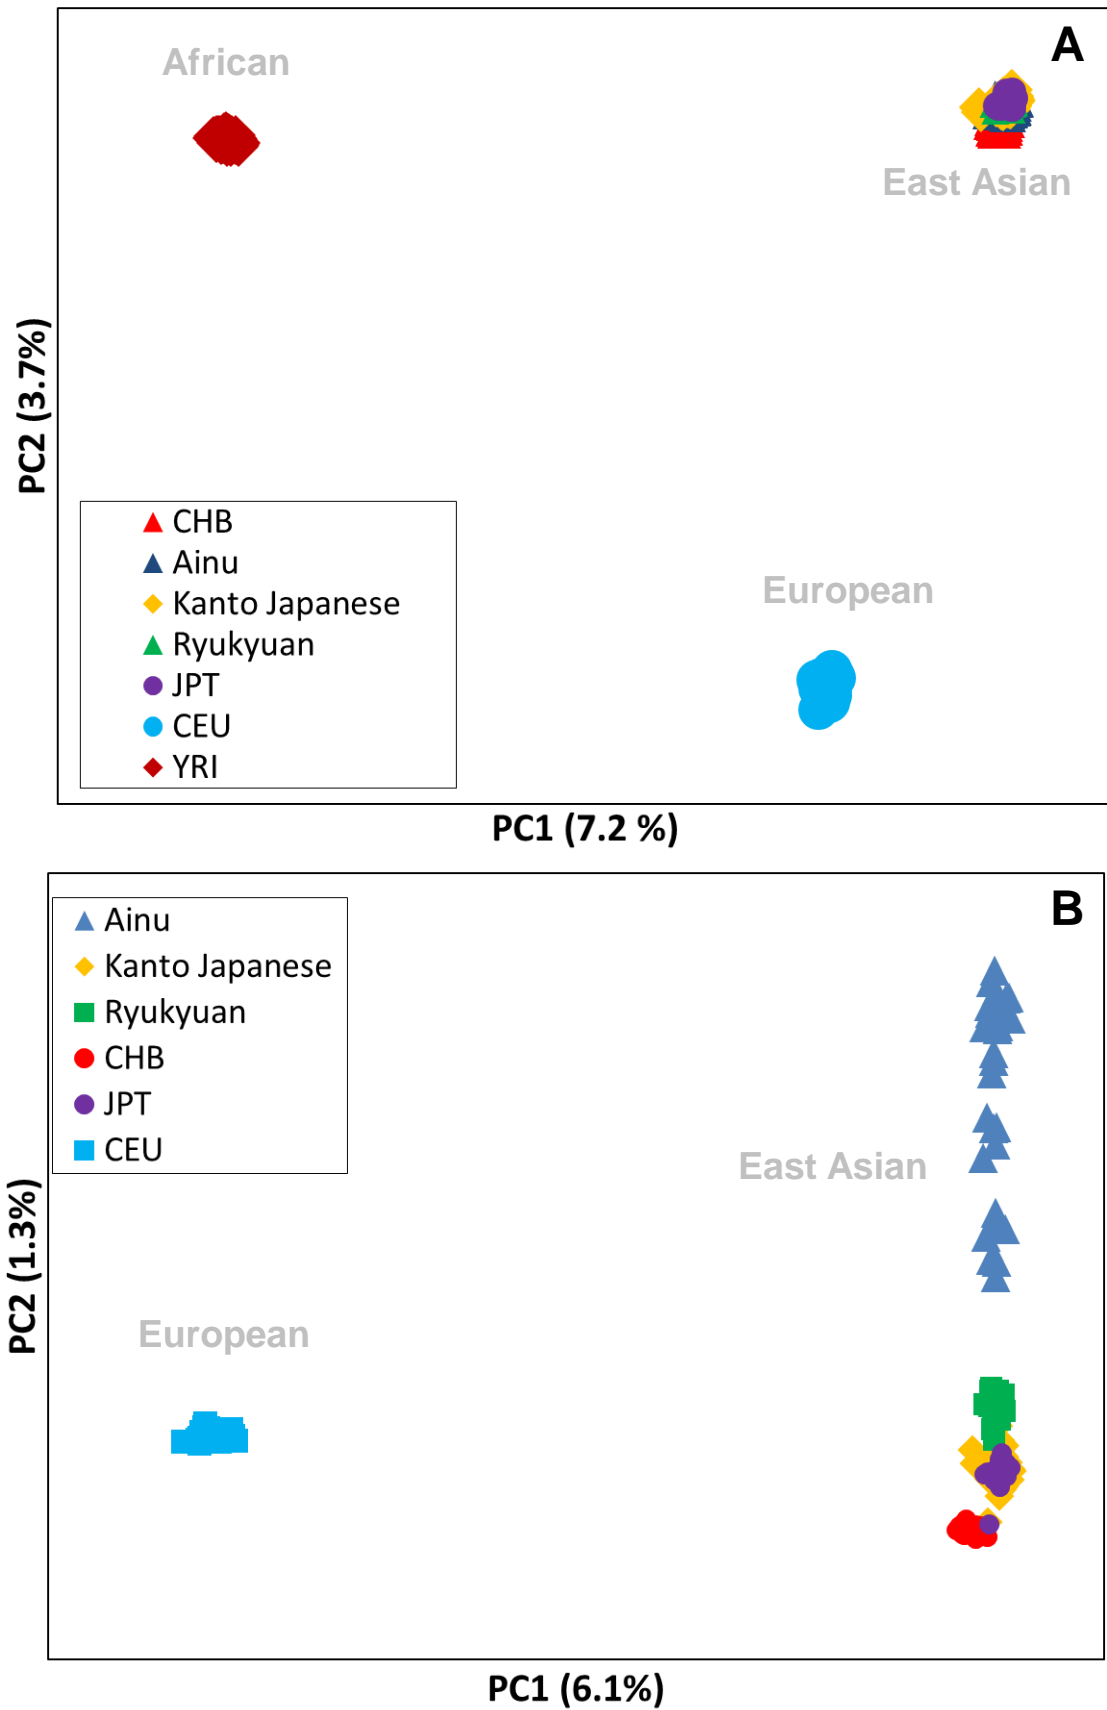 A
African
East Asian
PC2 (3.7%)
European
CHB
Ainu
Kanto Japanese
Ryukyuan
JPT
CEU
YRI
PC1 (7.2 %)
B
Ainu
Kanto Japanese
Ryukyuan
CHB
JPT
CEU
East Asian
PC2 (1.3%)
European
PC1 (6.1%)